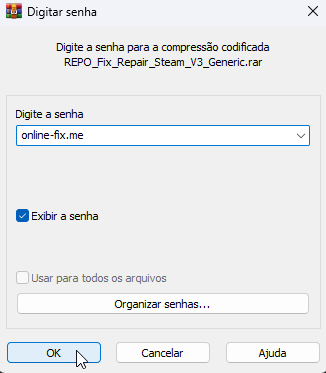 Digitar senha
Digite a senha para a compressão codificada
REPO_Fix_Repair_Steam_V3_Generic.rar
Digite a senha
online-fix.me
Exibir a senha
Usar para todos os arquivos
Organizar senhas...
OK
Cancelar
Ajuda